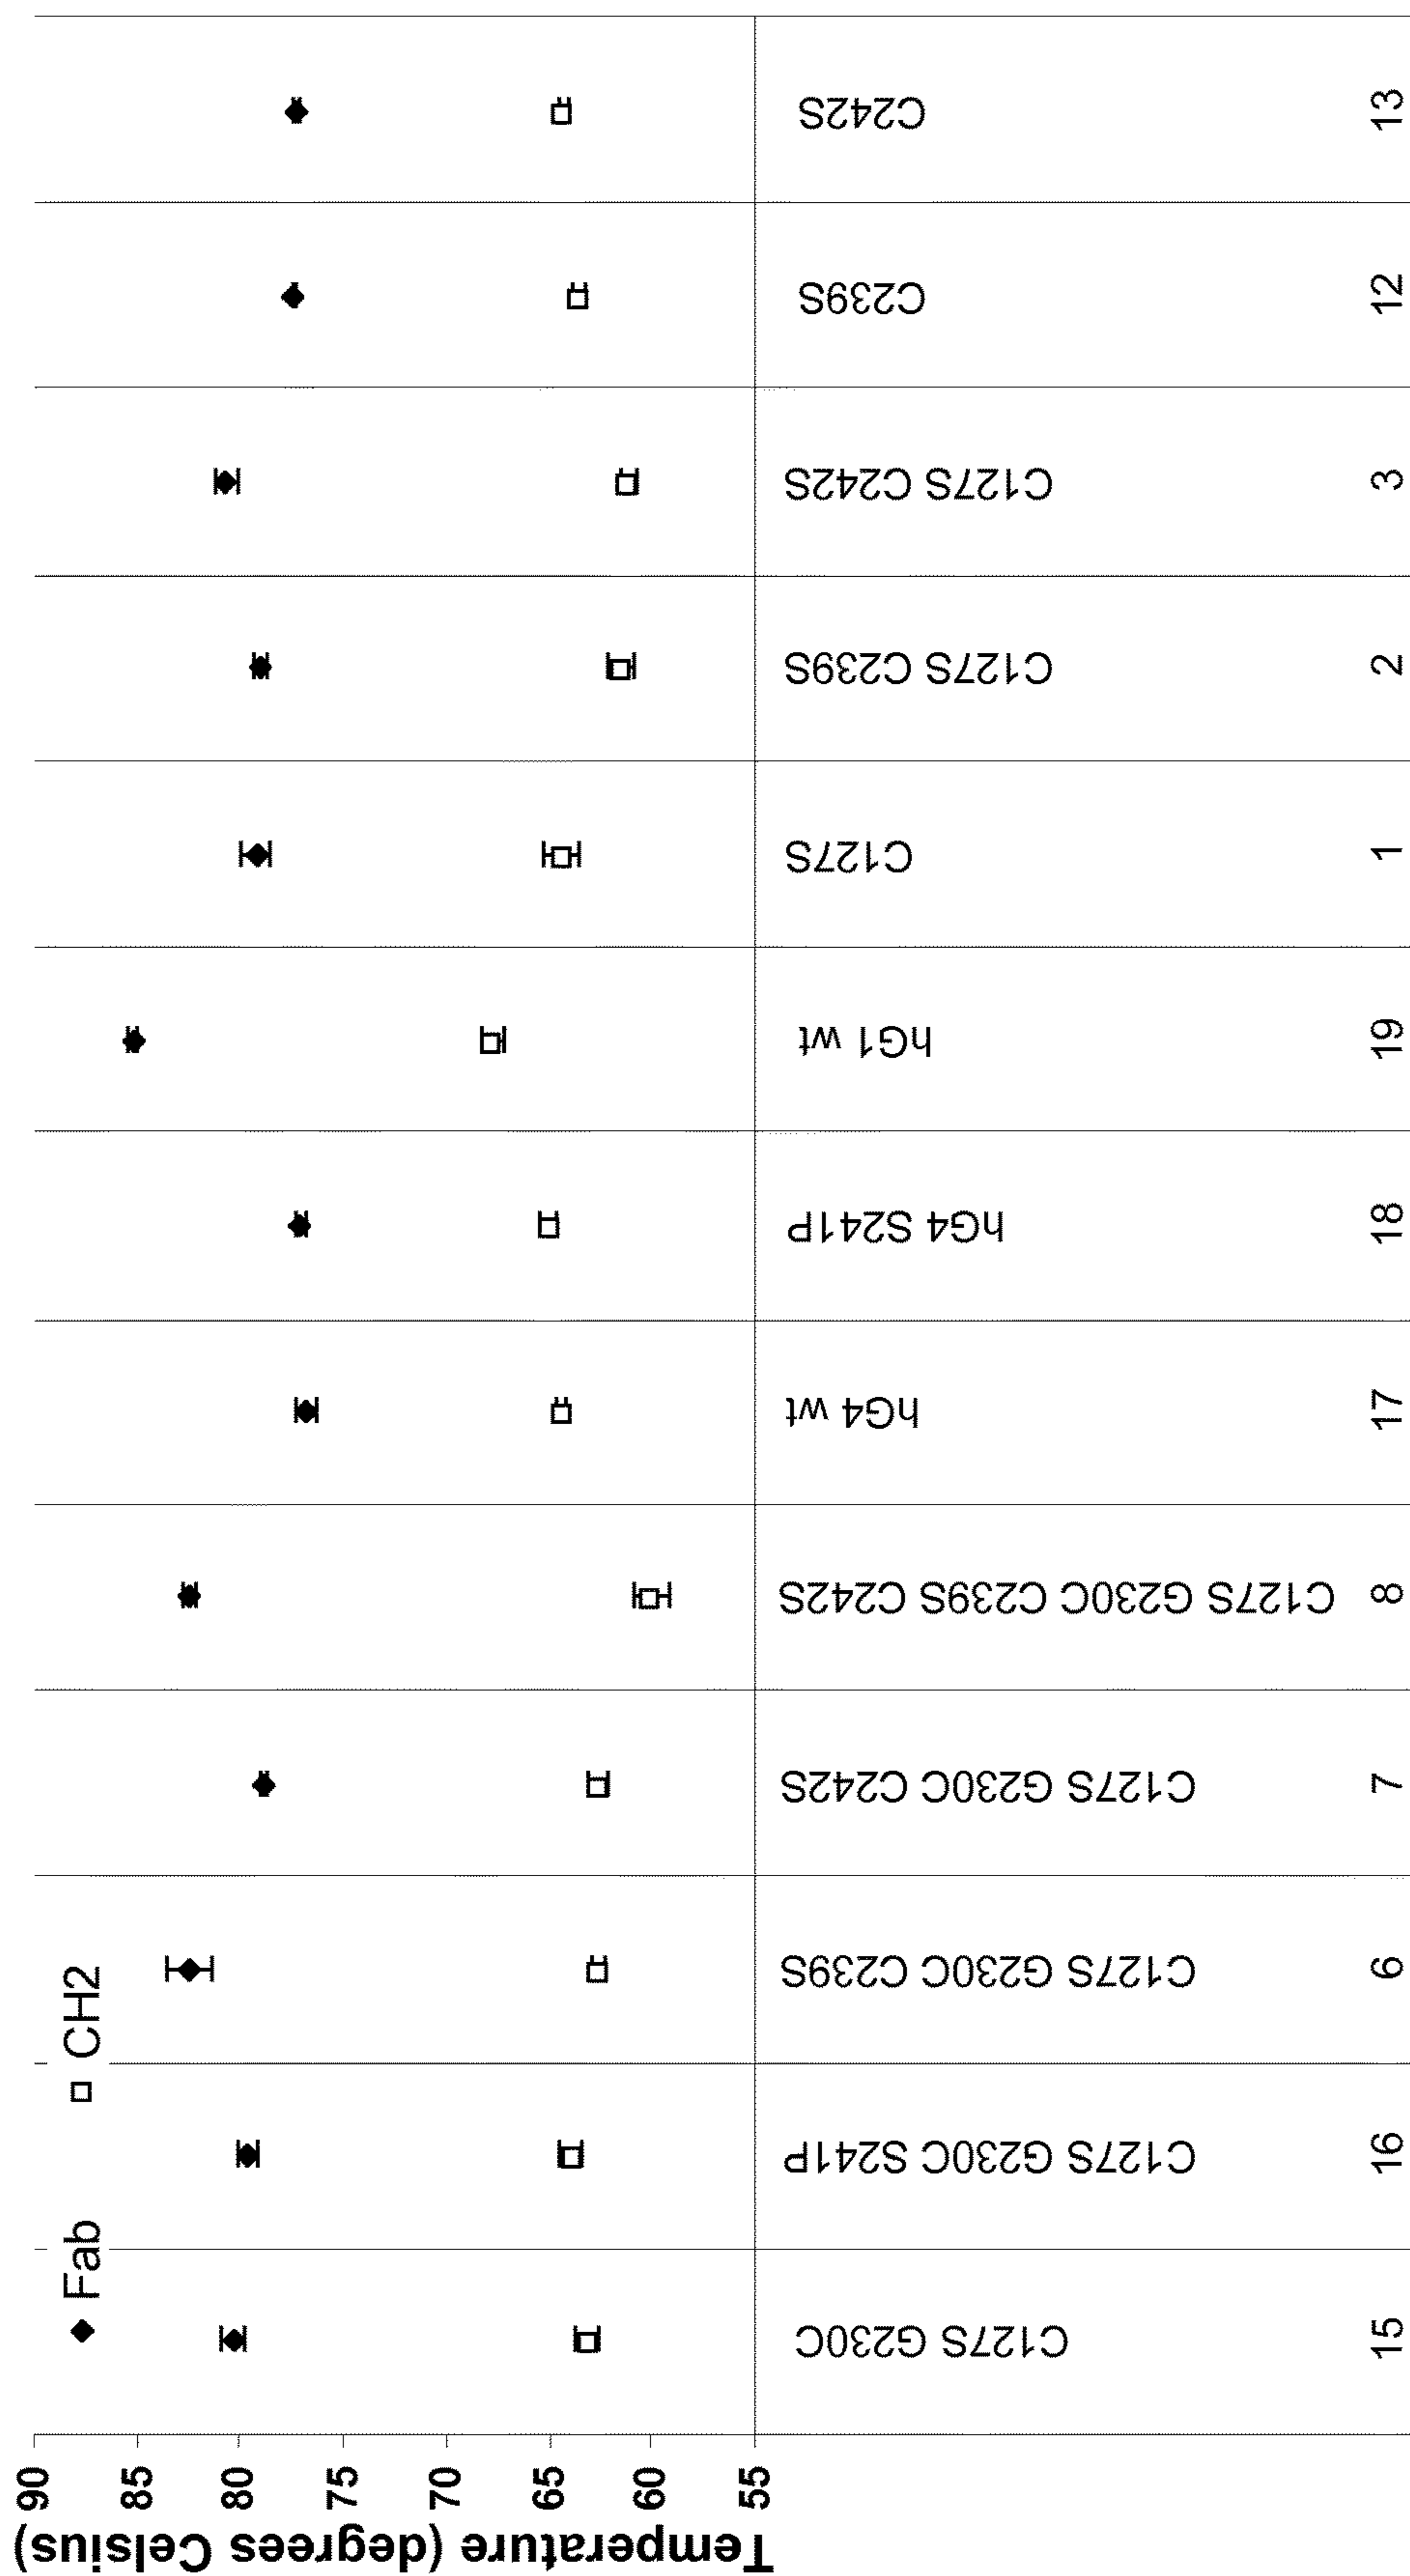 Temperature (degrees Celsius)
90
85
80
75
70
65
60
55
Fab
CH2
C127S G230C
C127S G230C S241P
C127S G230C C239S
C127S G230C C242S
C127S G230C C239S C242S
hG4 wt
hG4 S241P
hG1 wt
C127S
C127S C239S
C127S C242S
C239S
C242S
15
16
6
7
8
17
18
19
1
2
3
12
13